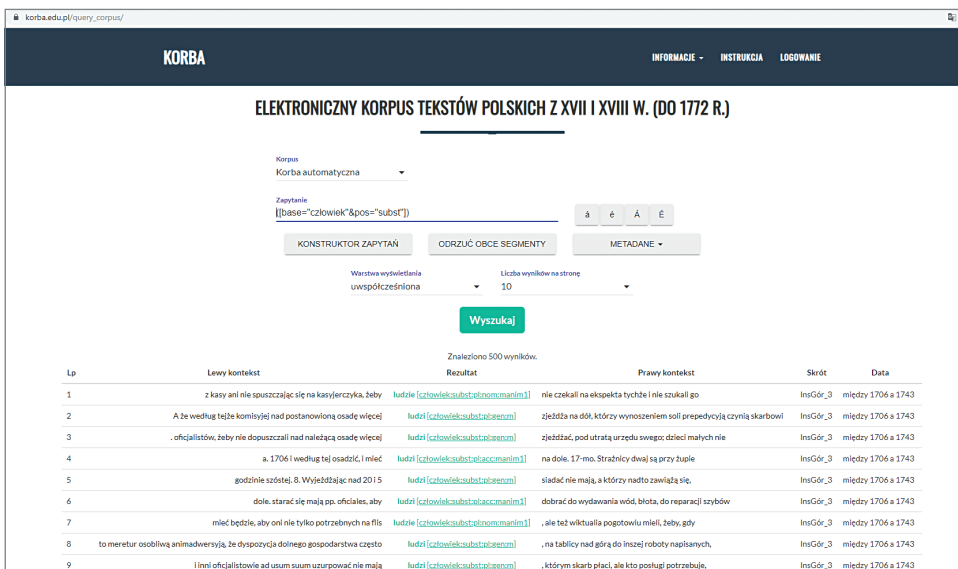 korba.edu.pl/query_corpus/
KORBA
INFORMACJE
INSTRUKCJA
LOGOWANIE
ELEKTRONICZNY KORPUS TEKSTÓW POLSKICH Z XVII I XVIII W. (DO 1772 R.)
Korpus
Korba automatyczna
Zapytanie
([base="człowiek"&pos="subst"])
á é Á É
KONSTRUKTOR ZAPYTAŃ ODRZUĆ OBCE SEGMENTY METADANE
Warstwa wyświetlania Liczba wyników na stronę
uwspółcześniona 10
Wyszukaj
Znaleziono 500 wyników.
Lp Lewy kontekst Rezultat Prawy kontekst Skrót Data
1 z kasy ani nie spuszczając się na kasyjerczyka, żeby ludzie [człowiek:subst:pl:nom:manim1] nie czekali na ekspekta tychże i nie szukali go InsGór_3 między 1706 a 1743
2 A że według tejże komisyjej nad postanowioną osadę więcej ludzi [człowiek:subst:pl:gen:m] zjeżdża na dół, którzy wynoszeniem soli prepedycją czynią skarbowi InsGór_3 między 1706 a 1743
3 . oficjalistów, żeby nie dopuszczali nad należącą osadę więcej ludzi [człowiek:subst:pl:gen:m] zjeżdżać, pod utratą urzędu swego; dzieci małych nie InsGór_3 między 1706 a 1743
4 a. 1706 i według tej osadzić, i mieć ludzi [człowiek:subst:pl:acc:manim1] na dole. 17-mo. Strażnicy dwaj są przy żupie InsGór_3 między 1706 a 1743
5 godzinie szóstej. 8. Wyjeżdżając nad 20 i 5 ludzi [człowiek:subst:pl:gen:m] siadać nie mają, a którzy nadto zawiążą się, InsGór_3 między 1706 a 1743
6 dole. starać się mają pp. oficiales, aby ludzi [człowiek:subst:pl:acc:manim1] dobrać do wydawania wód, błota, do reparacji szybów InsGór_3 między 1706 a 1743
7 mieć będzie, aby oni nie tylko potrzebnych na flis ludzie [człowiek:subst:pl:nom:manim1] , ale też wiktualia pogotowiu mieli, żeby, gdy InsGór_3 między 1706 a 1743
8 to meretur osobliwą animadwersyją, że dyspozycja dolnego gospodarstwa często ludzi [człowiek:subst:pl:gen:m] , na tablicy nad górą do inszej roboty napisanych, InsGór_3 między 1706 a 1743
9 i inni oficjalistowie ad usum suum uzurpować nie mają ludzi [człowiek:subst:pl:gen:m] , którym skarb płaci, ale kto posługi potrzebuje, InsGór_3 między 1706 a 1743